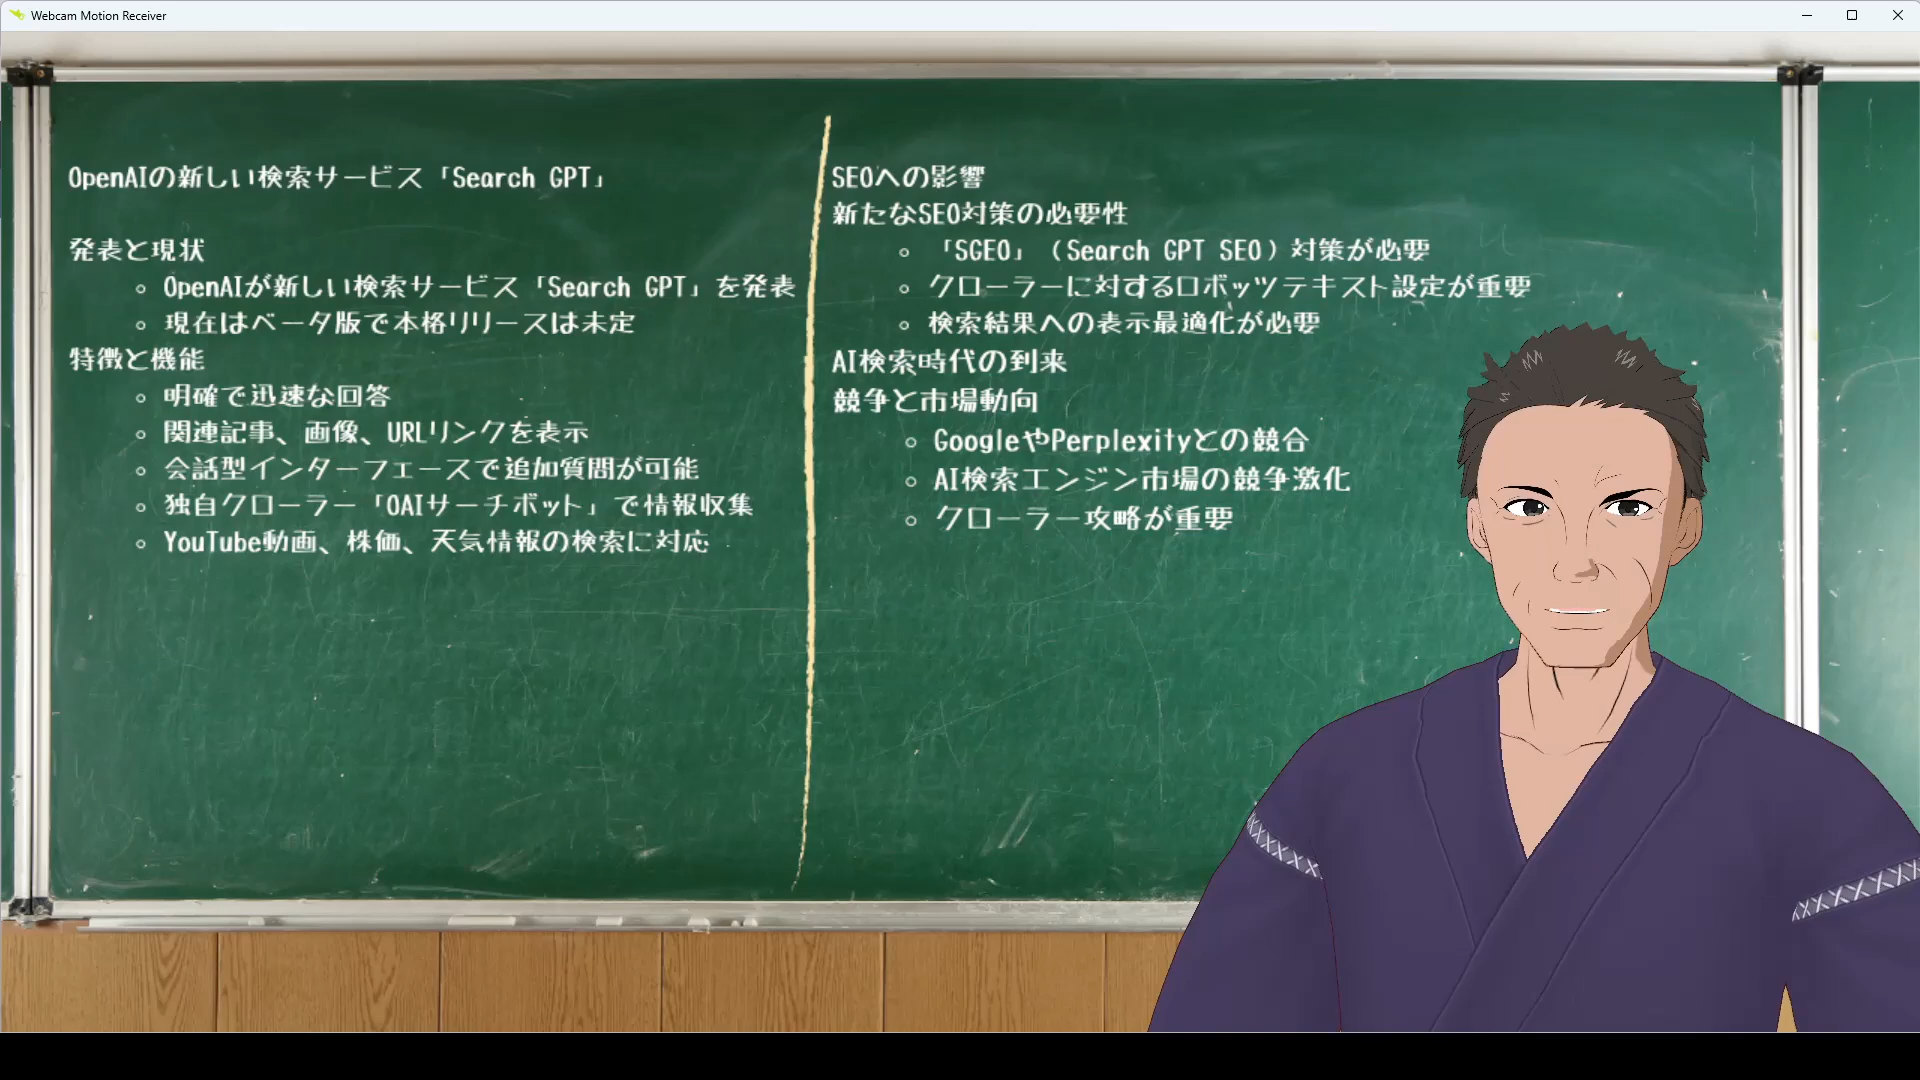 Webcam Motion Receiver
OpenAIの新しい検索サービス「Search GPT」
発表と現状
OpenAIが新しい検索サービス「Search GPT」を発表
現在はベータ版で本格リリースは未定
特徴と機能
明確で迅速な回答
関連記事、画像、URLリンクを表示
会話型インターフェースで追加質問が可能
独自クローラー「OAIサーチボット」で情報収集
YouTube動画、株価、天気情報の検索に対応
SEOへの影響
新たなSEO対策の必要性
「SGEO」（Search GPT SEO）対策が必要
クローラーに対するロボッツテキスト設定が重要
検索結果への表示最適化が必要
AI検索時代の到来
競争と市場動向
GoogleやPerplexityとの競合
AI検索エンジン市場の競争激化
クローラー攻略が重要